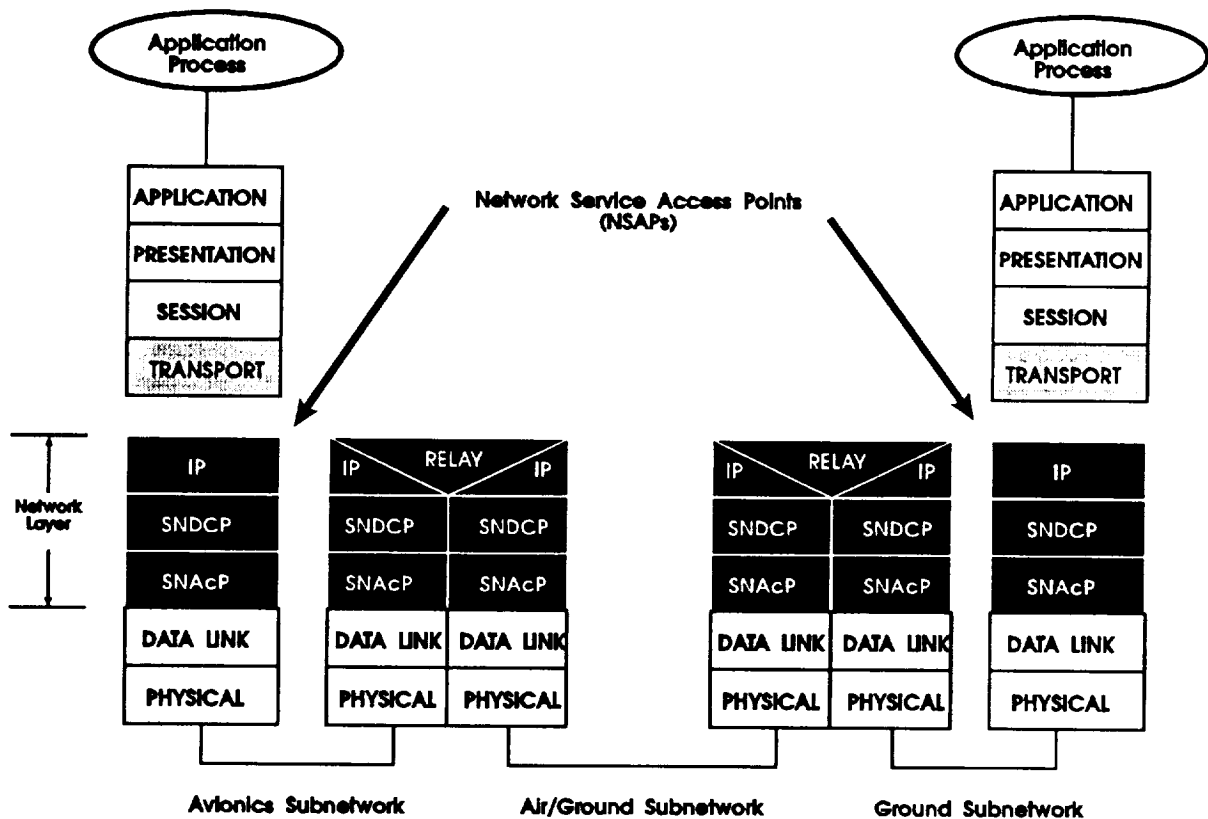 Application
Process
Application
Process
APPLICATION
PRESENTATION
SESSION
TRANSPORT
Network Service Access Points
(NSAPs)
APPLICATION
PRESENTATION
SESSION
TRANSPORT
Network
Layer
IP
SNDCP
SNAcP
DATA LINK
PHYSICAL
IP RELAY IP
SNDCP SNDCP
SNAcP SNAcP
DATA LINK DATA LINK
PHYSICAL PHYSICAL
IP RELAY IP
SNDCP SNDCP
SNAcP SNAcP
DATA LINK DATA LINK
PHYSICAL PHYSICAL
IP
SNDCP
SNAcP
DATA LINK
PHYSICAL
Avionics Subnetwork
Air/Ground Subnetwork
Ground Subnetwork